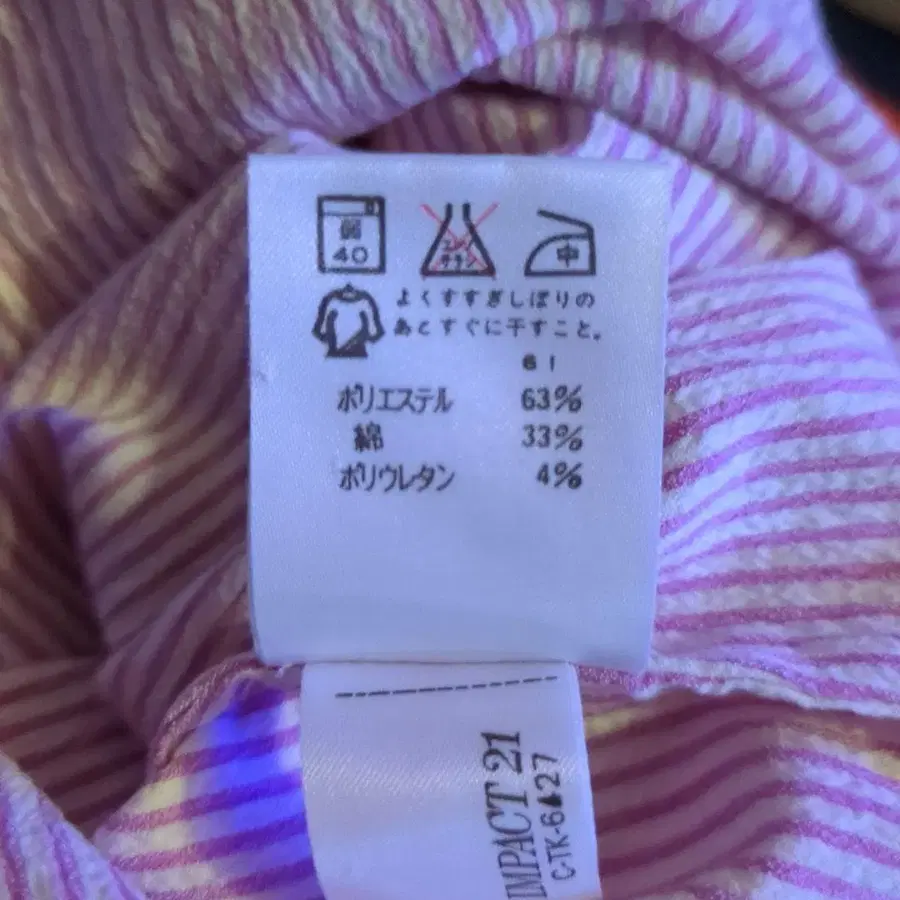 弱
40
エンソ
サラシ
中
よくすすぎしぼりの
あとすぐに干すこと。
61
ポリエステル 63%
綿 33%
ポリウレタン 4%
IMPACT 21